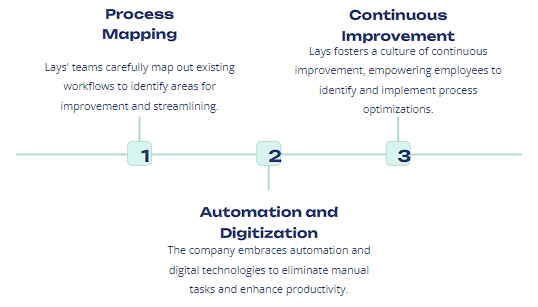 Process
Mapping
Lays' teams carefully map out existing
workflows to identify areas for
improvement and streamlining.
1
Automation and
Digitization
The company embraces automation and
digital technologies to eliminate manual
tasks and enhance productivity.
2
Continuous
Improvement
Lays fosters a culture of continuous
improvement, empowering employees to
identify and implement process
optimizations.
3